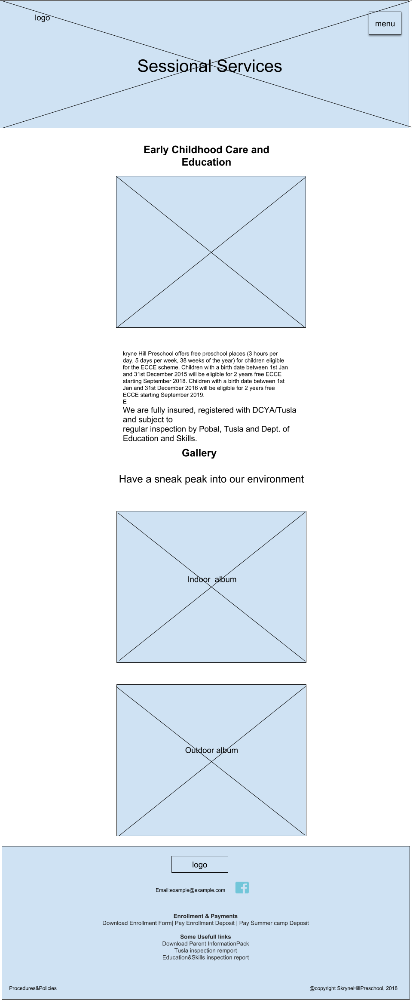 logo
menu
Sessional Services
Early Childhood Care and
Education
kryne Hill Preschool offers free preschool places (3 hours per
day, 5 days per week, 38 weeks of the year) for children eligible
for the ECCE scheme. Children with a birth date between 1st Jan
and 31st December 2015 will be eligible for 2 years free ECCE
starting September 2018. Children with a birth date between 1st
Jan and 31st December 2016 will be eligible for 2 years free
ECCE starting September 2019.
E
We are fully insured, registered with DCYA/Tusla
and subject to
regular inspection by Pobal, Tusla and Dept. of
Education and Skills.
Gallery
Have a sneak peak into our environment
Indoor  album
Outdoor album
logo
Email:example@example.com
Enrollment & Payments
Download Enrollment Form| Pay Enrollment Deposit | Pay Summer camp Deposit
Some Usefull links
Download Parent InformationPack
Tusla inspection remport
Education&Skills inspection report
Procedures&Policies
@copyright SkryneHillPreschool, 2018